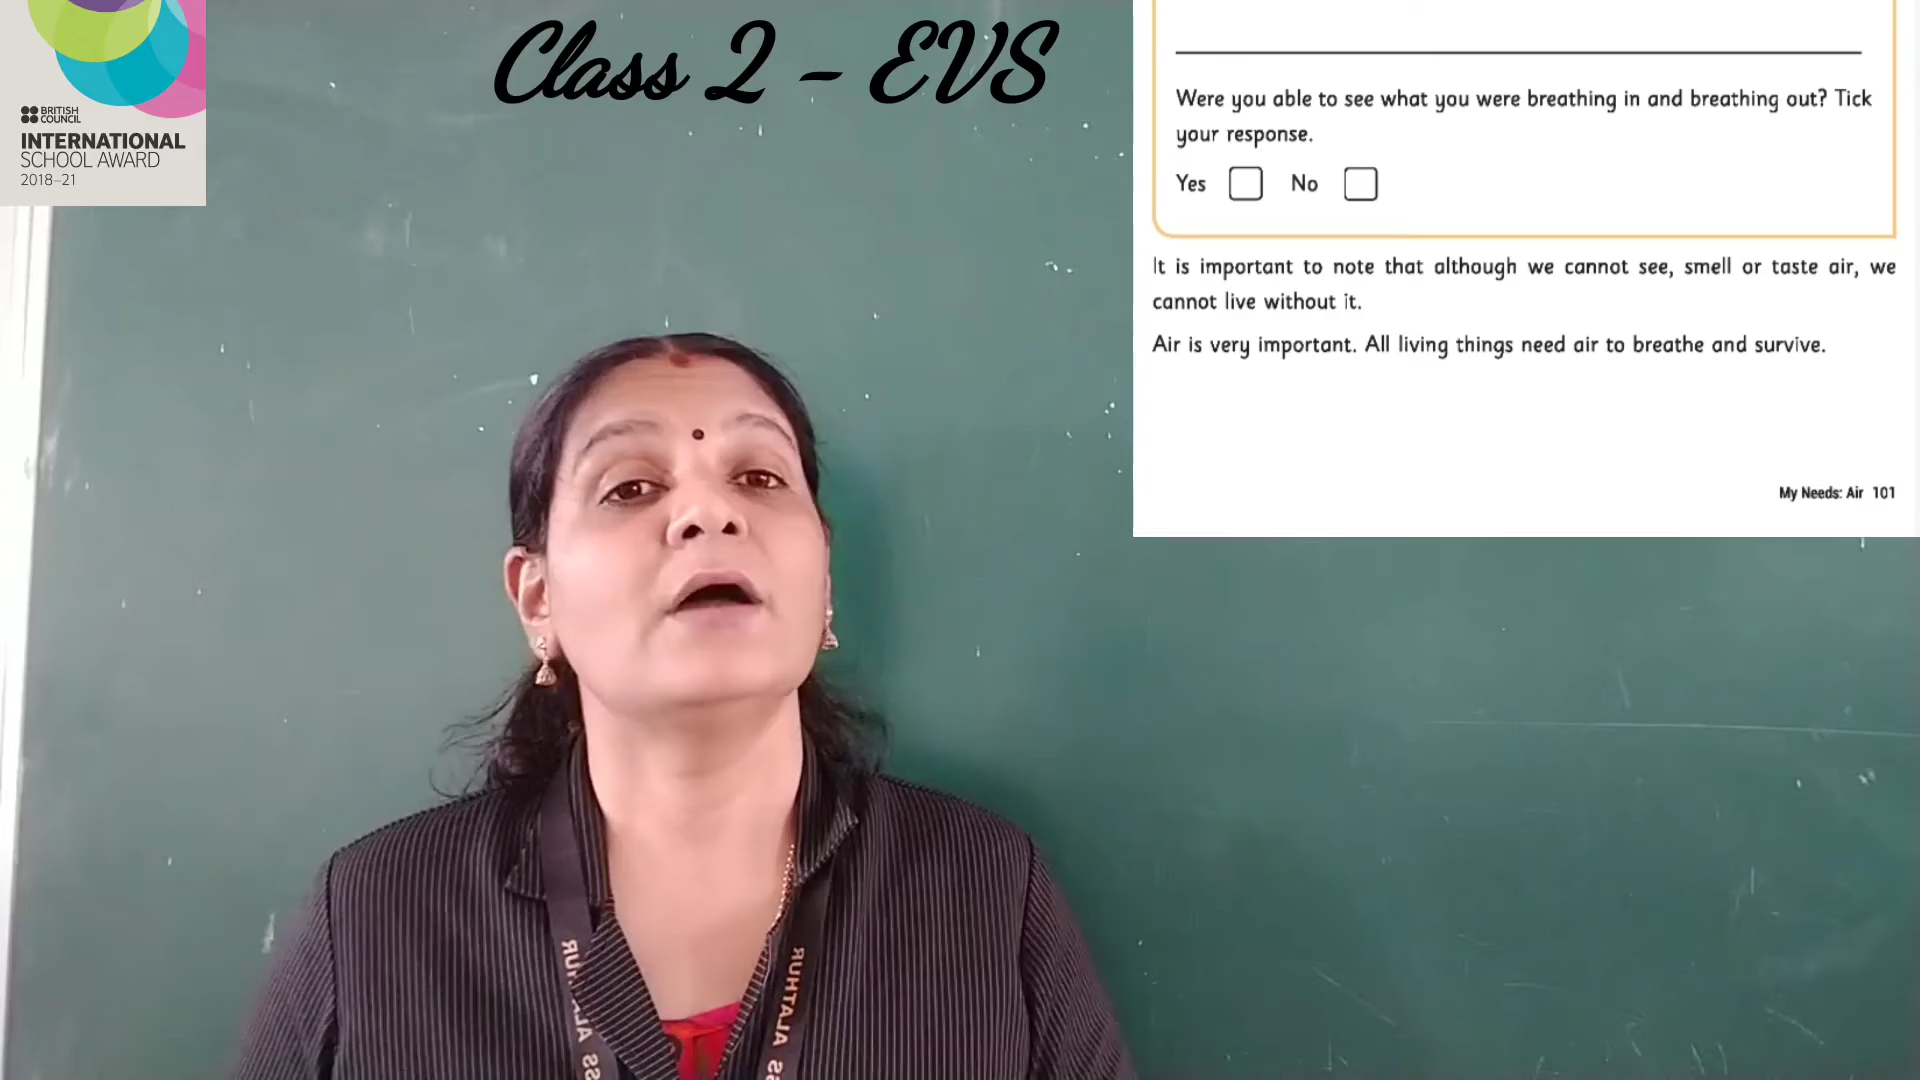 Class 2 - EVS
BRITISH
COUNCIL
INTERNATIONAL
SCHOOL AWARD
2018–21
Were you able to see what you were breathing in and breathing out? Tick
your response.
Yes No
It is important to note that although we cannot see, smell or taste air, we
cannot live without it.
Air is very important. All living things need air to breathe and survive.
My Needs: Air 101
ALATHUR